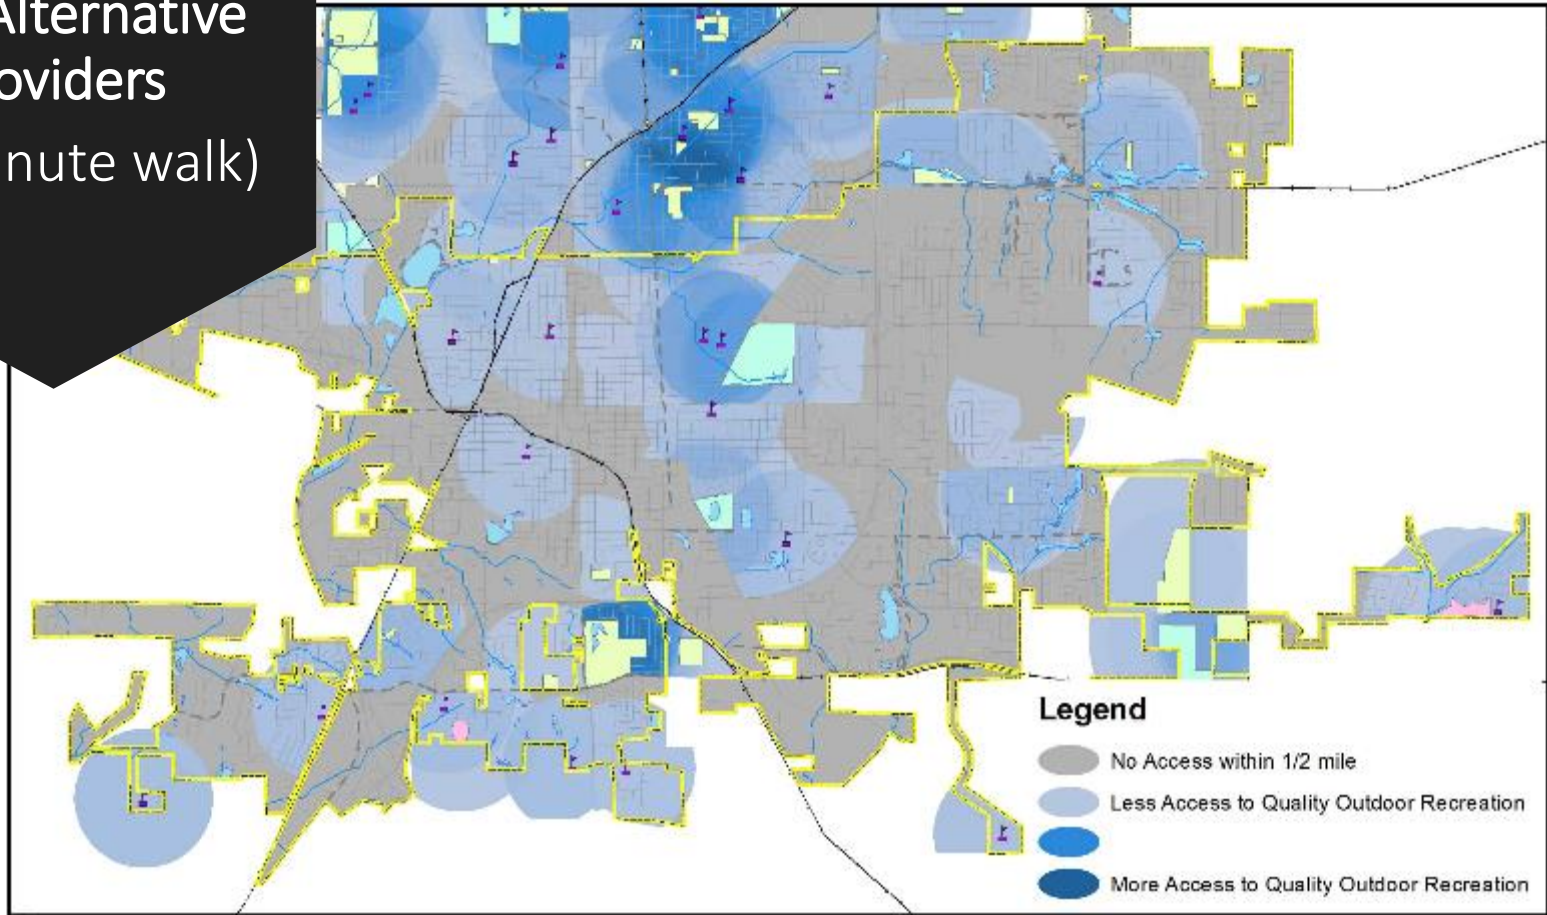 Alternative
oviders
nute walk)
Legend
No Access within 1/2 mile
Less Access to Quality Outdoor Recreation
More Access to Quality Outdoor Recreation